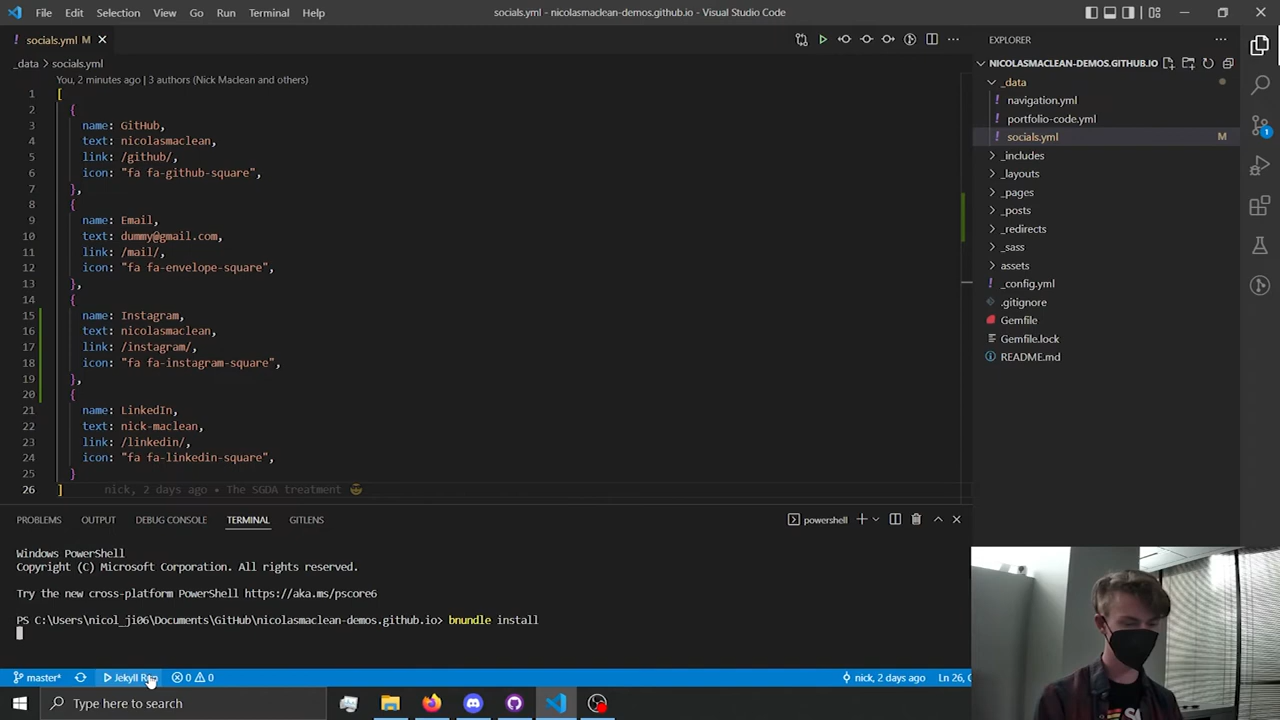 File Edit Selection View Go Run Terminal Help
socials.yml - nicolasmaclean-demos.github.io - Visual Studio Code
socials.yml M
_data > socials.yml
You, 2 minutes ago | 3 authors (Nick Maclean and others)
1 [
2 {
3 name: GitHub,
4 text: nicolasmaclean,
5 link: /github/,
6 icon: "fa fa-github-square",
7 },
8 {
9 name: Email,
10 text: dummy@gmail.com,
11 link: /mail/,
12 icon: "fa fa-envelope-square",
13 },
14 {
15 name: Instagram,
16 text: nicolasmaclean,
17 link: /instagram/,
18 icon: "fa fa-instagram-square",
19 },
20 {
21 name: LinkedIn,
22 text: nick-maclean,
23 link: /linkedin/,
24 icon: "fa fa-linkedin-square",
25 }
26 ] nick, 2 days ago • The SGDA treatment 😎
EXPLORER
NICOLASMACLEAN-DEMOS.GITHUB.IO
_data
navigation.yml
portfolio-code.yml
socials.yml M
_includes
_layouts
_pages
_posts
_redirects
_sass
assets
_config.yml
.gitignore
Gemfile
Gemfile.lock
README.md
1
PROBLEMS OUTPUT DEBUG CONSOLE TERMINAL GITLENS
powershell
Windows PowerShell
Copyright (C) Microsoft Corporation. All rights reserved.
Try the new cross-platform PowerShell https://aka.ms/pscore6
PS C:\Users\nicol_ji06\Documents\GitHub\nicolasmaclean-demos.github.io> bnundle install
master* Jekyll Run 0 0
nick, 2 days ago Ln 26,
Type here to search